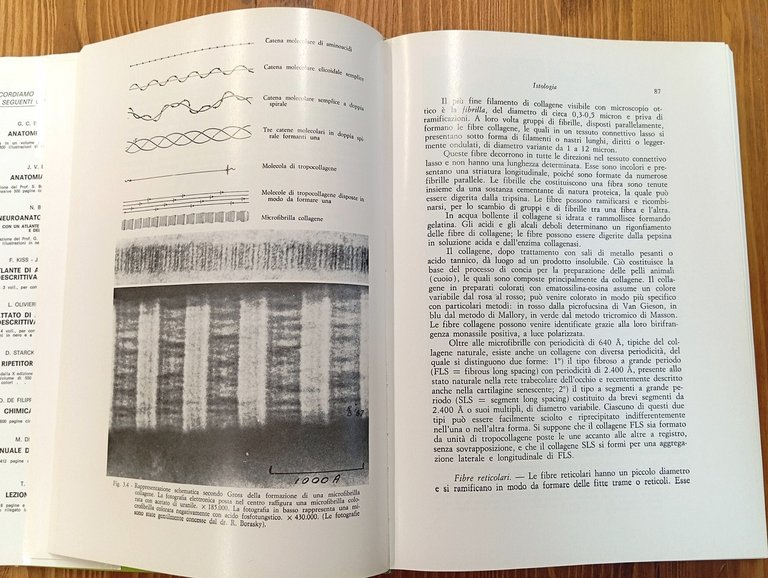 CORDIAMO
SEGUENTI
G. C.
ANATOMI
J. V.
ANATOMIA
N. B
NEUROANATO
CON UN ATLANTE
F. KISS - J
TLANTE DI A
DESCRITTIVA
L. OLIVIERI
DESCRITTIVA
D. STARCK
RIPETITOR
O. DE FILIPP
CHIMICA
M. DE
NUALE D
T.
LEZION
Catena molecolare di aminoacidi
Catena molecolare elicoidale semplice
Catena molecolare semplice a doppia
spirale
Tre catene molecolari in doppia spi
rale formanti una
Molecola di tropocollagene
Molecole di tropocollagene disposte in
modo da formare una
Microfibrilla collagene
1000 Å
Fig. 3.4 - Rappresentazione schematica secondo Gross della formazione di una microfibrilla
collagene. La fotografia elettronica posta nel centro raffigura una microfibrilla colo-
rata con acetato di uranile. × 185.000. La fotografia in basso rappresenta una mi-
crofibrilla colorata negativamente con acido fosfotungstico. × 430.000. (Le fotografie
sono state gentilmente concesse dal dr. R. Borasky).
Istologia 87
Il più fine filamento di collagene visibile con microscopio ot-
tico è la fibrilla, del diametro di circa 0,3-0,5 micron e priva di
ramificazioni. A loro volta gruppi di fibrille, disposti parallelamente,
formano le fibre collagene, le quali in un tessuto connettivo lasso si
presentano sotto forma di filamenti o nastri lunghi, diritti o legger-
mente ondulati, di diametro variante da 1 a 12 micron.
Queste fibre decorrono in tutte le direzioni nel tessuto connettivo
lasso e non hanno una lunghezza determinata. Esse sono incolori e pre-
sentano una striatura longitudinale, poiché sono formate da numerose
fibrille parallele. Le fibrille che costituiscono una fibra sono tenute
insieme da una sostanza cementante di natura proteica, la quale può
essere digerita dalla tripsina. Le fibre possono ramificarsi e ricombi-
narsi, per lo scambio di gruppi e di fibrille tra una fibra e l'altra.
In acqua bollente il collagene si idrata e rammollisce formando
gelatina. Gli acidi e gli alcali deboli determinano un rigonfiamento
delle fibre di collagene; le fibre possono essere digerite dalla pepsina
in soluzione acida e dall'enzima collagenasi.
Il collagene, dopo trattamento con sali di metallo pesanti o
acido tannico, dà luogo ad un prodotto insolubile. Ciò costituisce la
base del processo di concia per la preparazione delle pelli animali
(cuoio), le quali sono composte principalmente da collagene. Il colla-
gene in preparati colorati con ematossilina-eosina assume un colore
variabile dal rosa al rosso; può venire colorato in modo più specifico
con particolari metodi: in rosso dalla picrofucsina di Van Gieson, in
blu dal metodo di Mallory, in verde dal metodo tricromico di Masson.
Le fibre collagene possono venire identificate grazie alla loro birifran-
genza monassile positiva, a luce polarizzata.
Oltre alle microfibrille con periodicità di 640 Å, tipiche del col-
lagene naturale, esiste anche un collagene con diversa periodicità, del
quale si distinguono due forme: 1°) il tipo fibroso a grande periodo
(FLS = fibrous long spacing) con periodicità di 2.400 Å, presente allo
stato naturale nella rete trabecolare dell'occhio e recentemente descritto
anche nella cartilagine senescente; 2°) il tipo a segmenti a grande pe-
riodo (SLS = segment long spacing) costituito da brevi segmenti da
2.400 Å o suoi multipli, di diametro variabile. Ciascuno di questi due
tipi può essere facilmente sciolto e riprecipitato indifferentemente
nell'una o nell'altra forma. Si suppone che il collagene FLS sia formato
da unità di tropocollagene poste le une accanto alle altre a registro,
senza sovrapposizione, e che il collagene SLS si formi per una aggrega-
zione laterale e longitudinale di FLS.
Fibre reticolari. — Le fibre reticolari hanno un piccolo diametro
e si ramificano in modo da formare delle fitte trame o reticoli. Esse